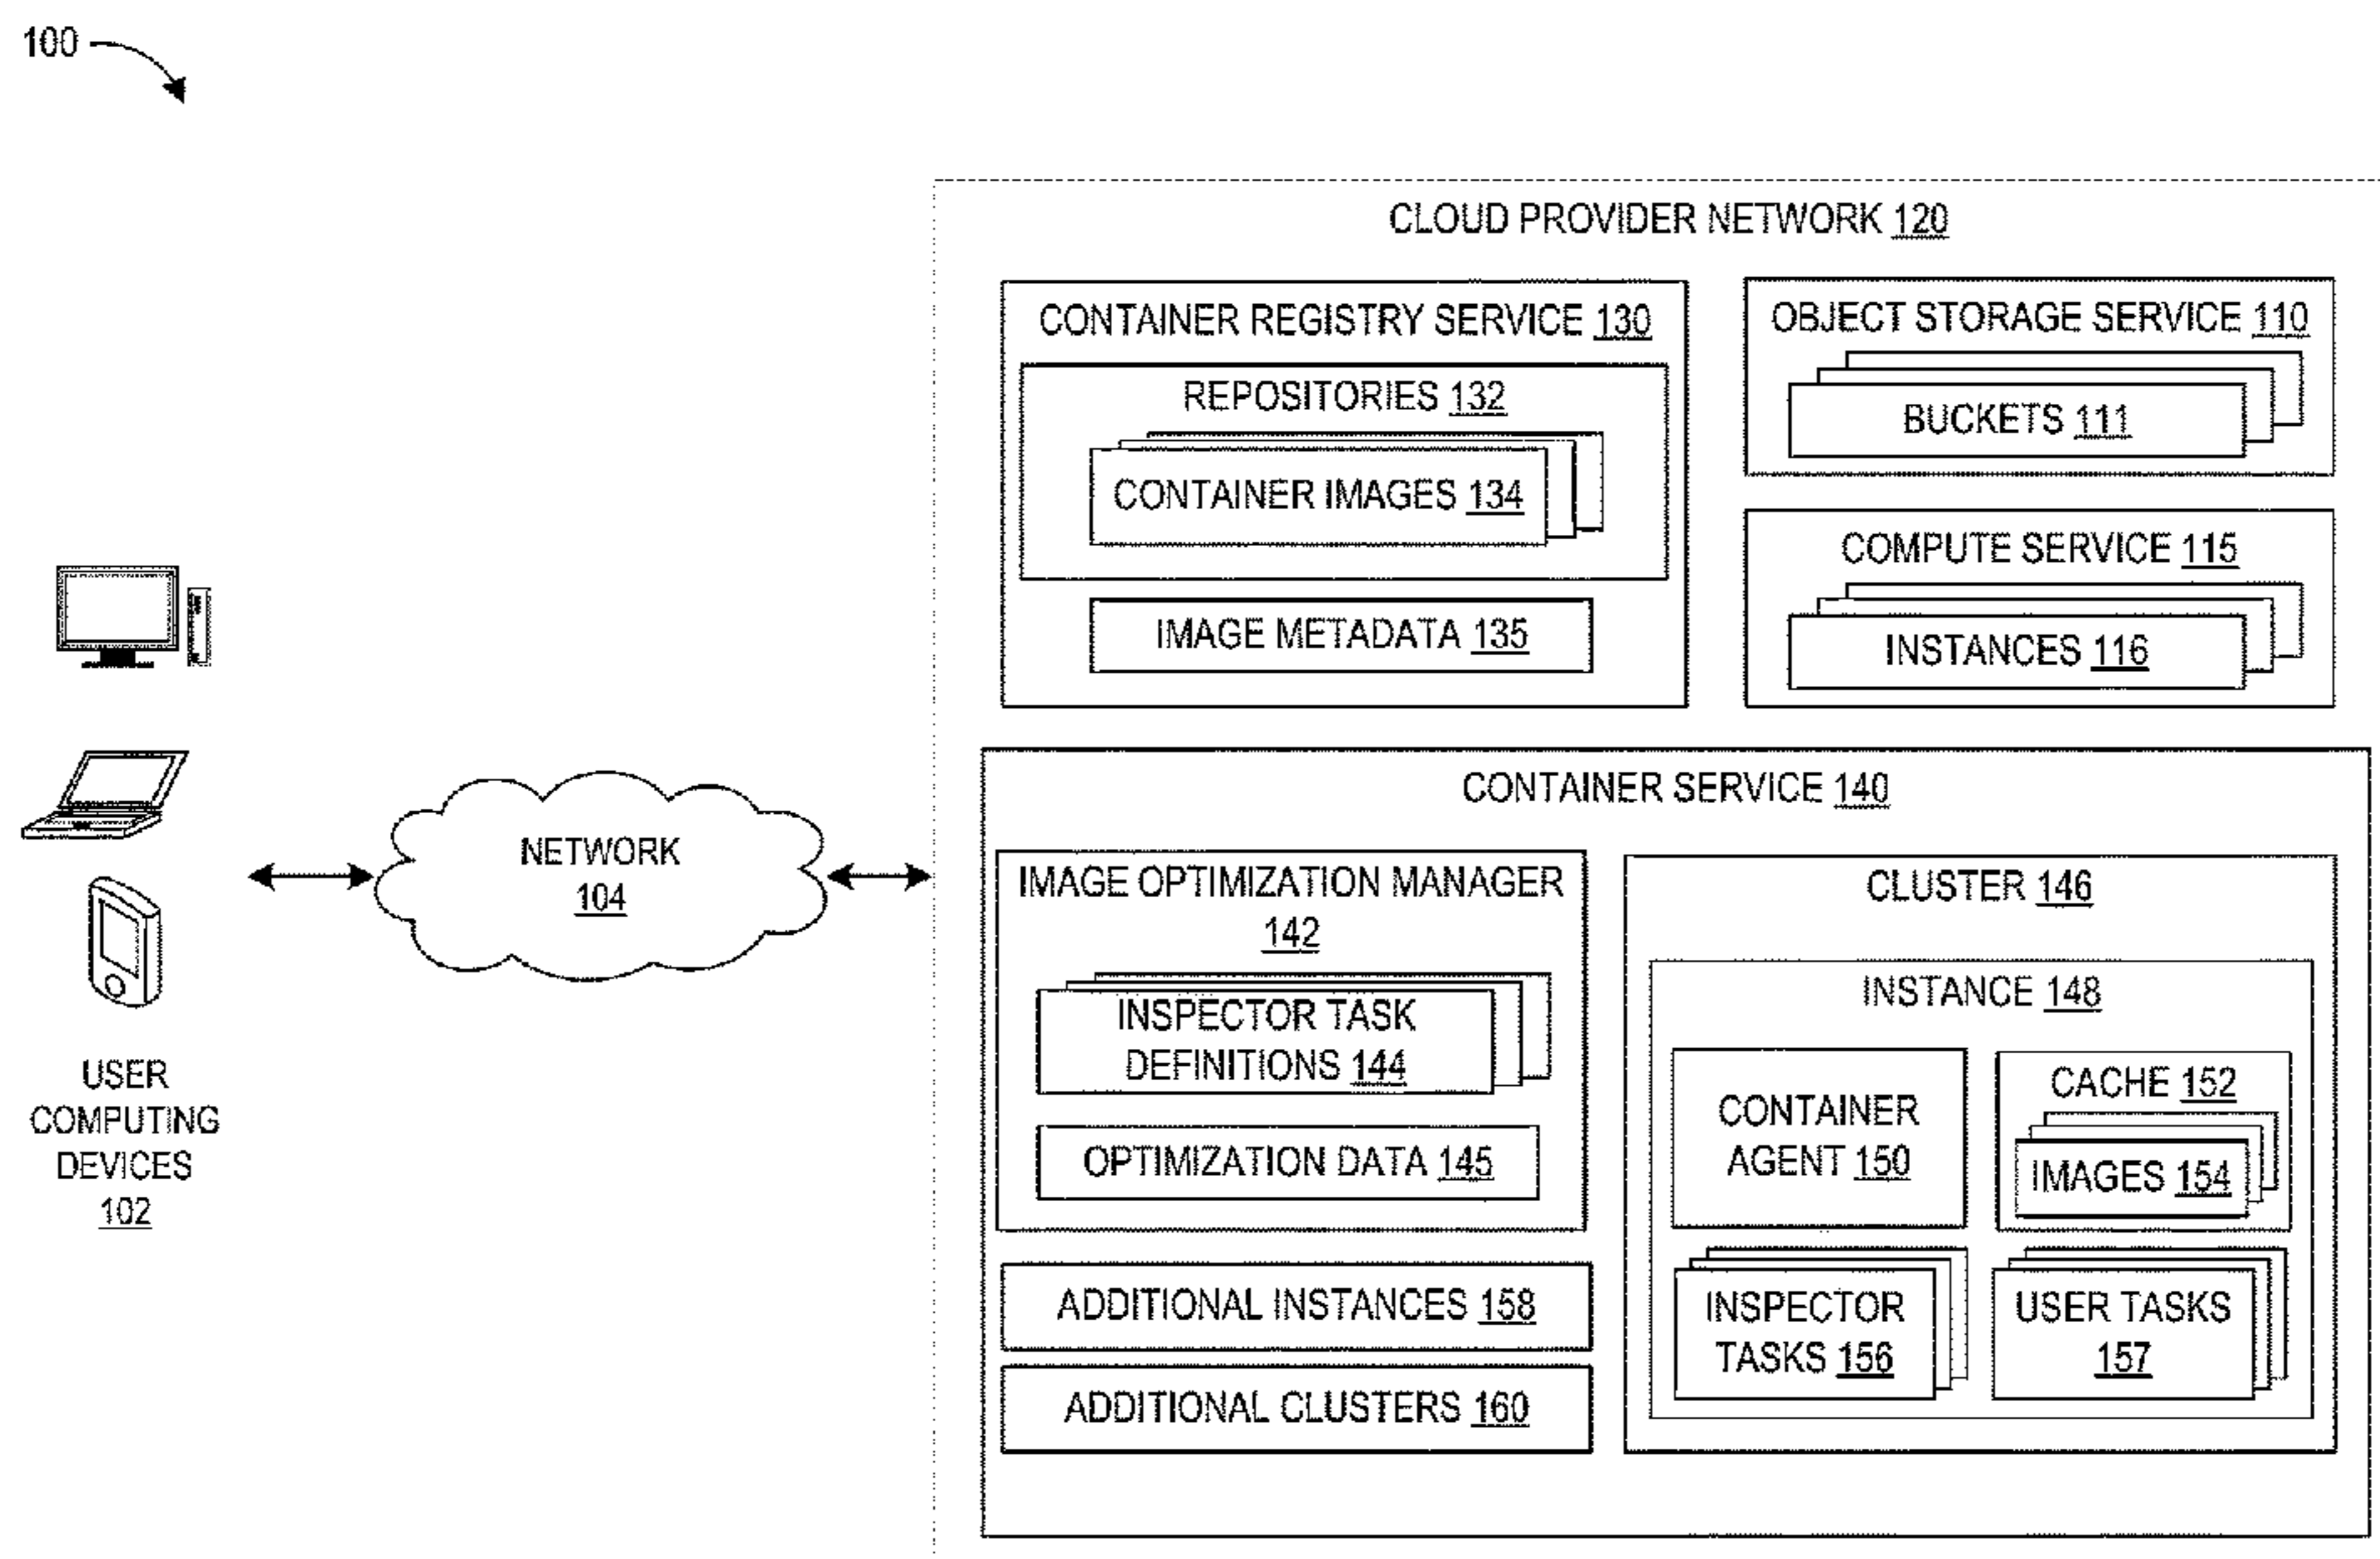 100
CLOUD PROVIDER NETWORK 120
CONTAINER REGISTRY SERVICE 130
REPOSITORIES 132
CONTAINER IMAGES 134
IMAGE METADATA 135
OBJECT STORAGE SERVICE 110
BUCKETS 111
COMPUTE SERVICE 115
INSTANCES 116
USER
COMPUTING
DEVICES
102
NETWORK
104
CONTAINER SERVICE 140
IMAGE OPTIMIZATION MANAGER
142
INSPECTOR TASK
DEFINITIONS 144
OPTIMIZATION DATA 145
ADDITIONAL INSTANCES 158
ADDITIONAL CLUSTERS 160
CLUSTER 146
INSTANCE 148
CONTAINER
AGENT 150
CACHE 152
IMAGES 154
INSPECTOR
TASKS 156
USER TASKS
157